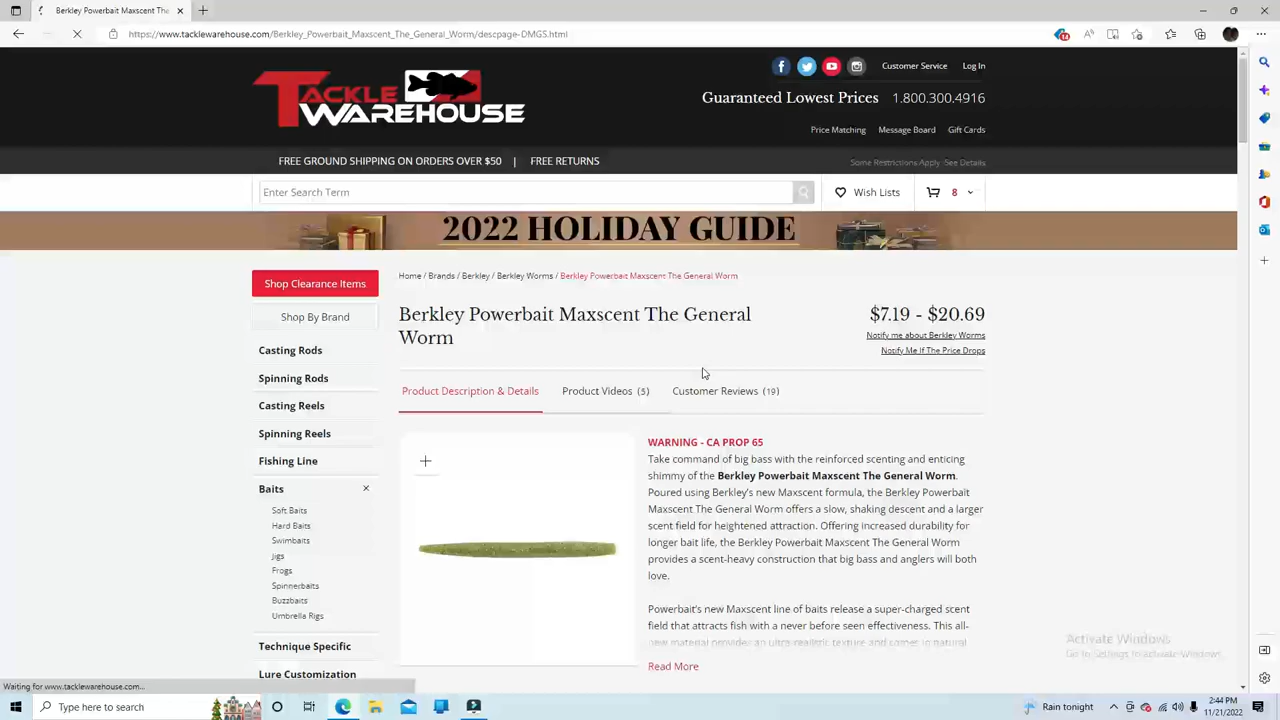 Berkley Powerbait Maxscent The
https://www.tacklewarehouse.com/Berkley_Powerbait_Maxscent_The_General_Worm/descpage-DMGS.html
Customer Service Log In
TACKLE WAREHOUSE
Guaranteed Lowest Prices 1.800.300.4916
Price Matching Message Board Gift Cards
FREE GROUND SHIPPING ON ORDERS OVER $50 | FREE RETURNS
Some Restrictions Apply See Details
Enter Search Term
Wish Lists
8
2022 HOLIDAY GUIDE
Shop Clearance Items
Shop By Brand
Casting Rods
Spinning Rods
Casting Reels
Spinning Reels
Fishing Line
Baits
Soft Baits
Hard Baits
Swimbaits
Jigs
Frogs
Spinnerbaits
Buzzbaits
Umbrella Rigs
Technique Specific
Lure Customization
Home / Brands / Berkley / Berkley Worms / Berkley Powerbait Maxscent The General Worm
Berkley Powerbait Maxscent The General
Worm
$7.19 - $20.69
Notify me about Berkley Worms
Notify Me If The Price Drops
Product Description & Details Product Videos (5) Customer Reviews (19)
WARNING - CA PROP 65
Take command of big bass with the reinforced scenting and enticing
shimmy of the Berkley Powerbait Maxscent The General Worm.
Poured using Berkley's new Maxscent formula, the Berkley Powerbait
Maxscent The General Worm offers a slow, shaking descent and a larger
scent field for heightened attraction. Offering increased durability for
longer bait life, the Berkley Powerbait Maxscent The General Worm
provides a scent-heavy construction that big bass and anglers will both
love.
Powerbait's new Maxscent line of baits release a super-charged scent
field that attracts fish with a never before seen effectiveness. This all-
new material provides an ultra-realistic texture and comes in natural
Read More
Activate Windows
Go to Settings to activate Windows.
Waiting for www.tacklewarehouse.com...
Type here to search
Rain tonight
2:44 PM
11/21/2022